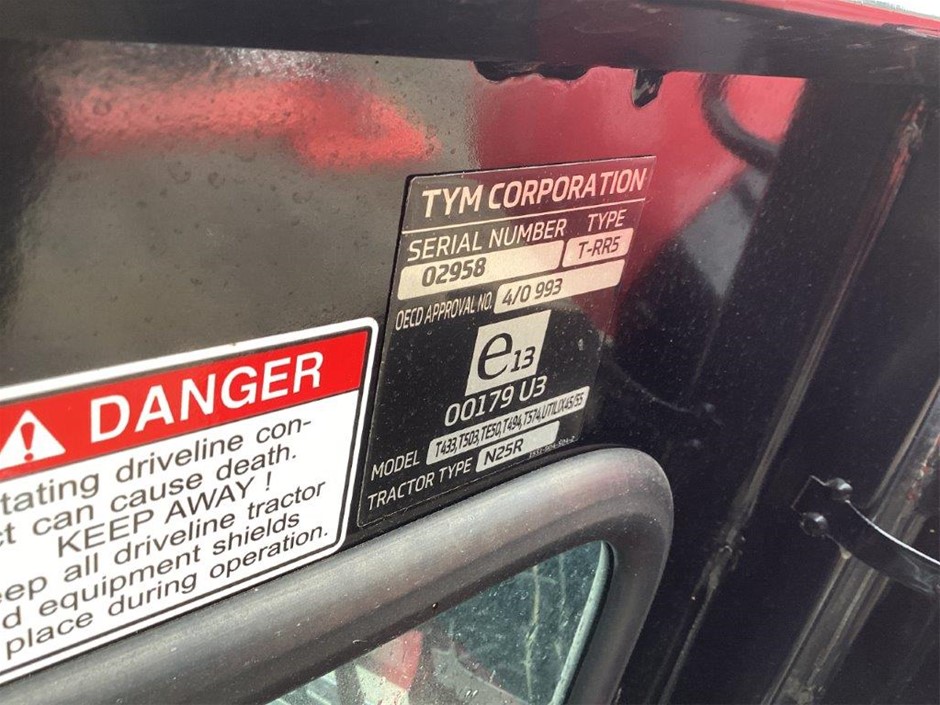 TYM CORPORATION
SERIAL NUMBER TYPE
02958 T-RR5
OECD APPROVAL NO. 4/0 993
e13
00179 U3
MODEL T433,T503,TE50,T494,T574,UTILIX45/55
TRACTOR TYPE N25R
DANGER
tating driveline con-
ct can cause death.
KEEP AWAY !
eep all driveline tractor
d equipment shields
place during operation.